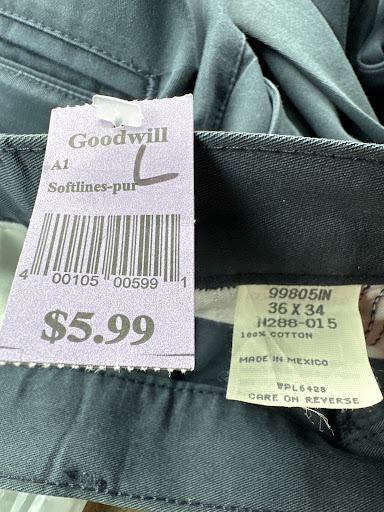 Goodwill
A1 L
Softlines-pur
4 00105 00599 1
$5.99
99805IN
36 X 34
H288-015
100% COTTON
MADE IN MEXICO
WPL6428
CARE ON REVERSE